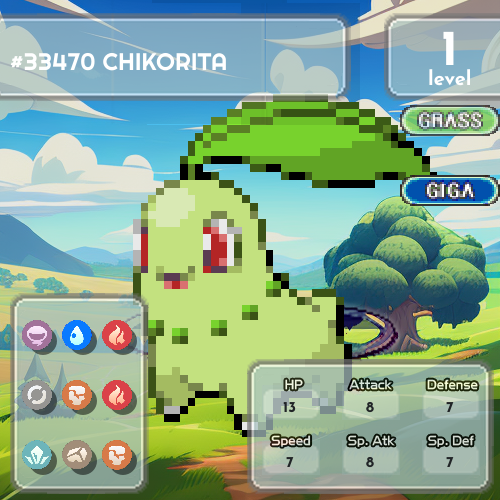 #33470 CHIKORITA
1
level
GRASS
GIGA
HP Attack Defense
13 8 7
Speed Sp. Atk Sp. Def
7 8 7